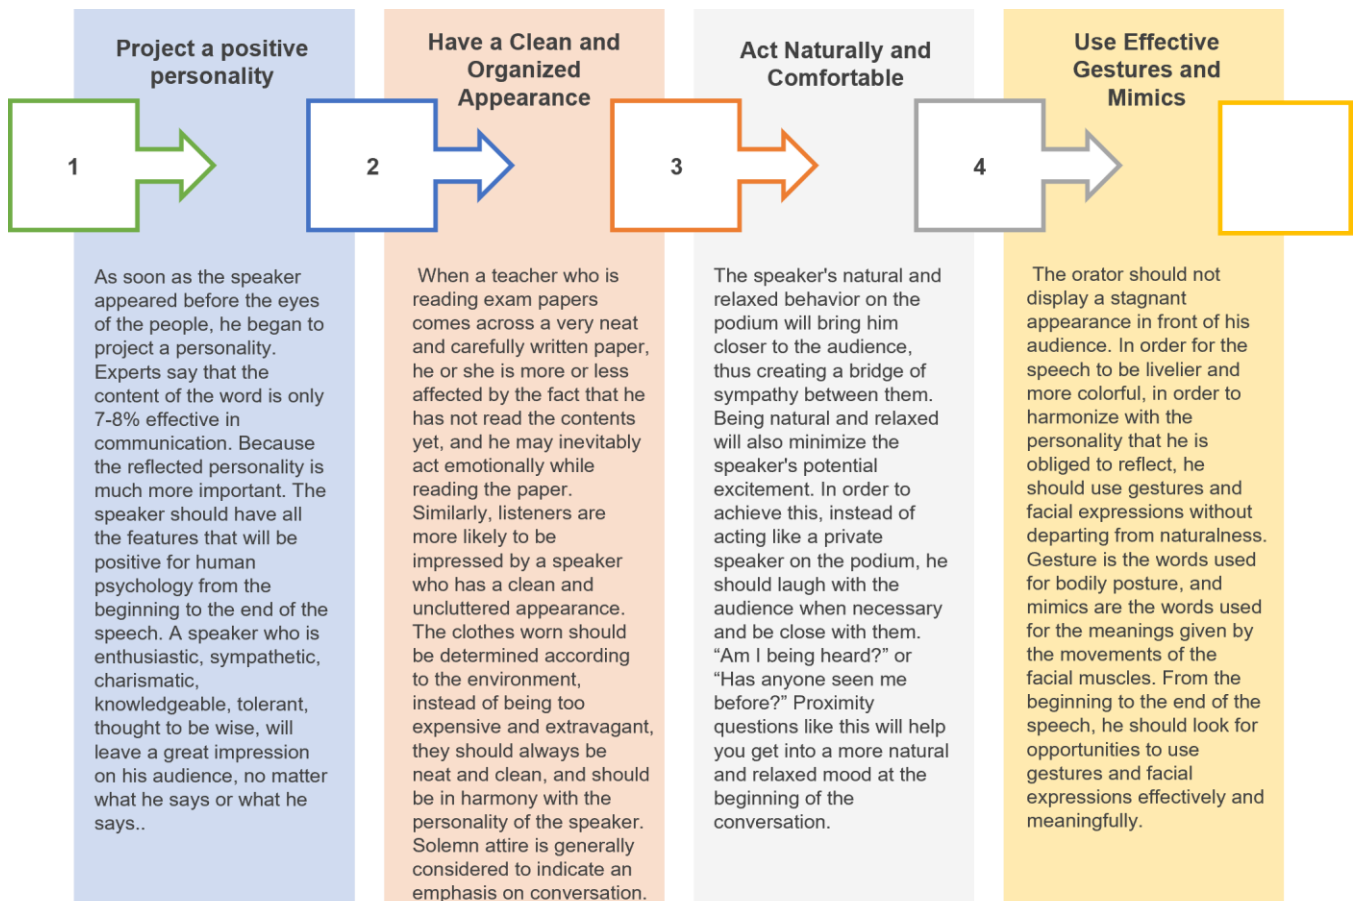 Project a positive
personality
1
As soon as the speaker
appeared before the eyes
of the people, he began to
project a personality.
Experts say that the
content of the word is only
7-8% effective in
communication. Because
the reflected personality is
much more important. The
speaker should have all
the features that will be
positive for human
psychology from the
beginning to the end of the
speech. A speaker who is
enthusiastic, sympathetic,
charismatic,
knowledgeable, tolerant,
thought to be wise, will
leave a great impression
on his audience, no matter
what he says or what he
says..
Have a Clean and
Organized
Appearance
2
When a teacher who is
reading exam papers
comes across a very neat
and carefully written paper,
he or she is more or less
affected by the fact that he
has not read the contents
yet, and he may inevitably
act emotionally while
reading the paper.
Similarly, listeners are
more likely to be
impressed by a speaker
who has a clean and
uncluttered appearance.
The clothes worn should
be determined according
to the environment,
instead of being too
expensive and extravagant,
they should always be
neat and clean, and should
be in harmony with the
personality of the speaker.
Solemn attire is generally
considered to indicate an
emphasis on conversation.
Act Naturally and
Comfortable
3
The speaker's natural and
relaxed behavior on the
podium will bring him
closer to the audience,
thus creating a bridge of
sympathy between them.
Being natural and relaxed
will also minimize the
speaker's potential
excitement. In order to
achieve this, instead of
acting like a private
speaker on the podium, he
should laugh with the
audience when necessary
and be close with them.
“Am I being heard?” or
“Has anyone seen me
before?” Proximity
questions like this will help
you get into a more natural
and relaxed mood at the
beginning of the
conversation.
Use Effective
Gestures and
Mimics
4
The orator should not
display a stagnant
appearance in front of his
audience. In order for the
speech to be livelier and
more colorful, in order to
harmonize with the
personality that he is
obliged to reflect, he
should use gestures and
facial expressions without
departing from naturalness.
Gesture is the words used
for bodily posture, and
mimics are the words used
for the meanings given by
the movements of the
facial muscles. From the
beginning to the end of the
speech, he should look for
opportunities to use
gestures and facial
expressions effectively and
meaningfully.